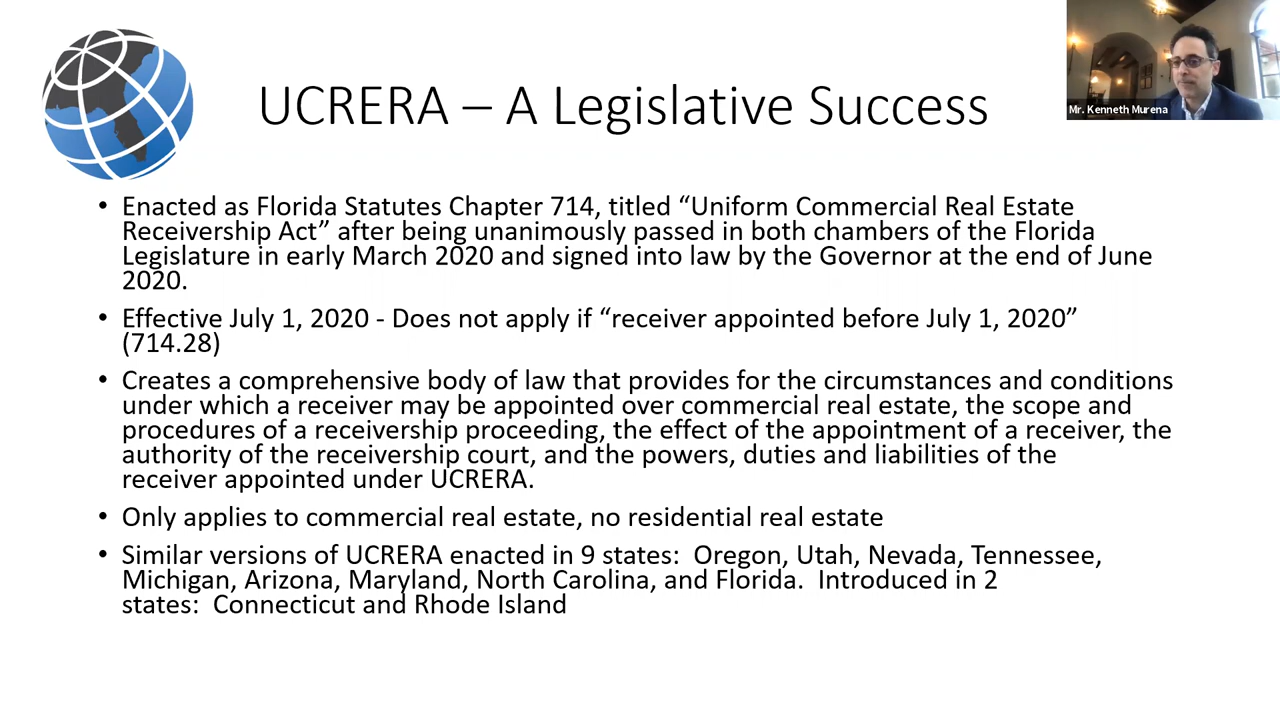 Mr. Kenneth Murena
UCRERA – A Legislative Success
• Enacted as Florida Statutes Chapter 714, titled “Uniform Commercial Real Estate
Receivership Act” after being unanimously passed in both chambers of the Florida
Legislature in early March 2020 and signed into law by the Governor at the end of June
2020.
• Effective July 1, 2020 - Does not apply if “receiver appointed before July 1, 2020”
(714.28)
• Creates a comprehensive body of law that provides for the circumstances and conditions
under which a receiver may be appointed over commercial real estate, the scope and
procedures of a receivership proceeding, the effect of the appointment of a receiver, the
authority of the receivership court, and the powers, duties and liabilities of the
receiver appointed under UCRERA.
• Only applies to commercial real estate, no residential real estate
• Similar versions of UCRERA enacted in 9 states:  Oregon, Utah, Nevada, Tennessee,
Michigan, Arizona, Maryland, North Carolina, and Florida.  Introduced in 2
states:  Connecticut and Rhode Island